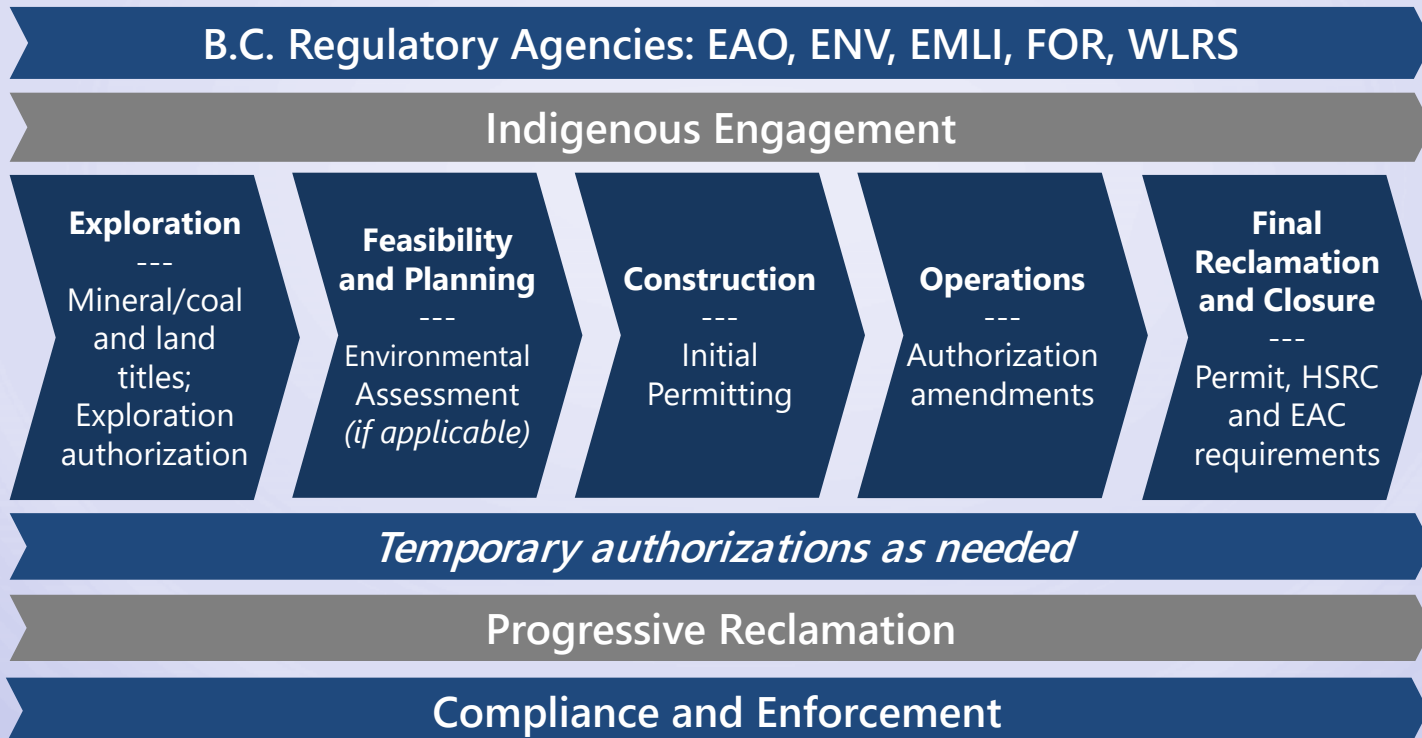 B.C. Regulatory Agencies: EAO, ENV, EMLI, FOR, WLRS
Indigenous Engagement
Exploration
---
Mineral/coal
and land
titles;
Exploration
authorization
Feasibility
and Planning
---
Environmental
Assessment
(if applicable)
Construction
---
Initial
Permitting
Operations
---
Authorization
amendments
Final
Reclamation
and Closure
---
Permit, HSRC
and EAC
requirements
Temporary authorizations as needed
Progressive Reclamation
Compliance and Enforcement